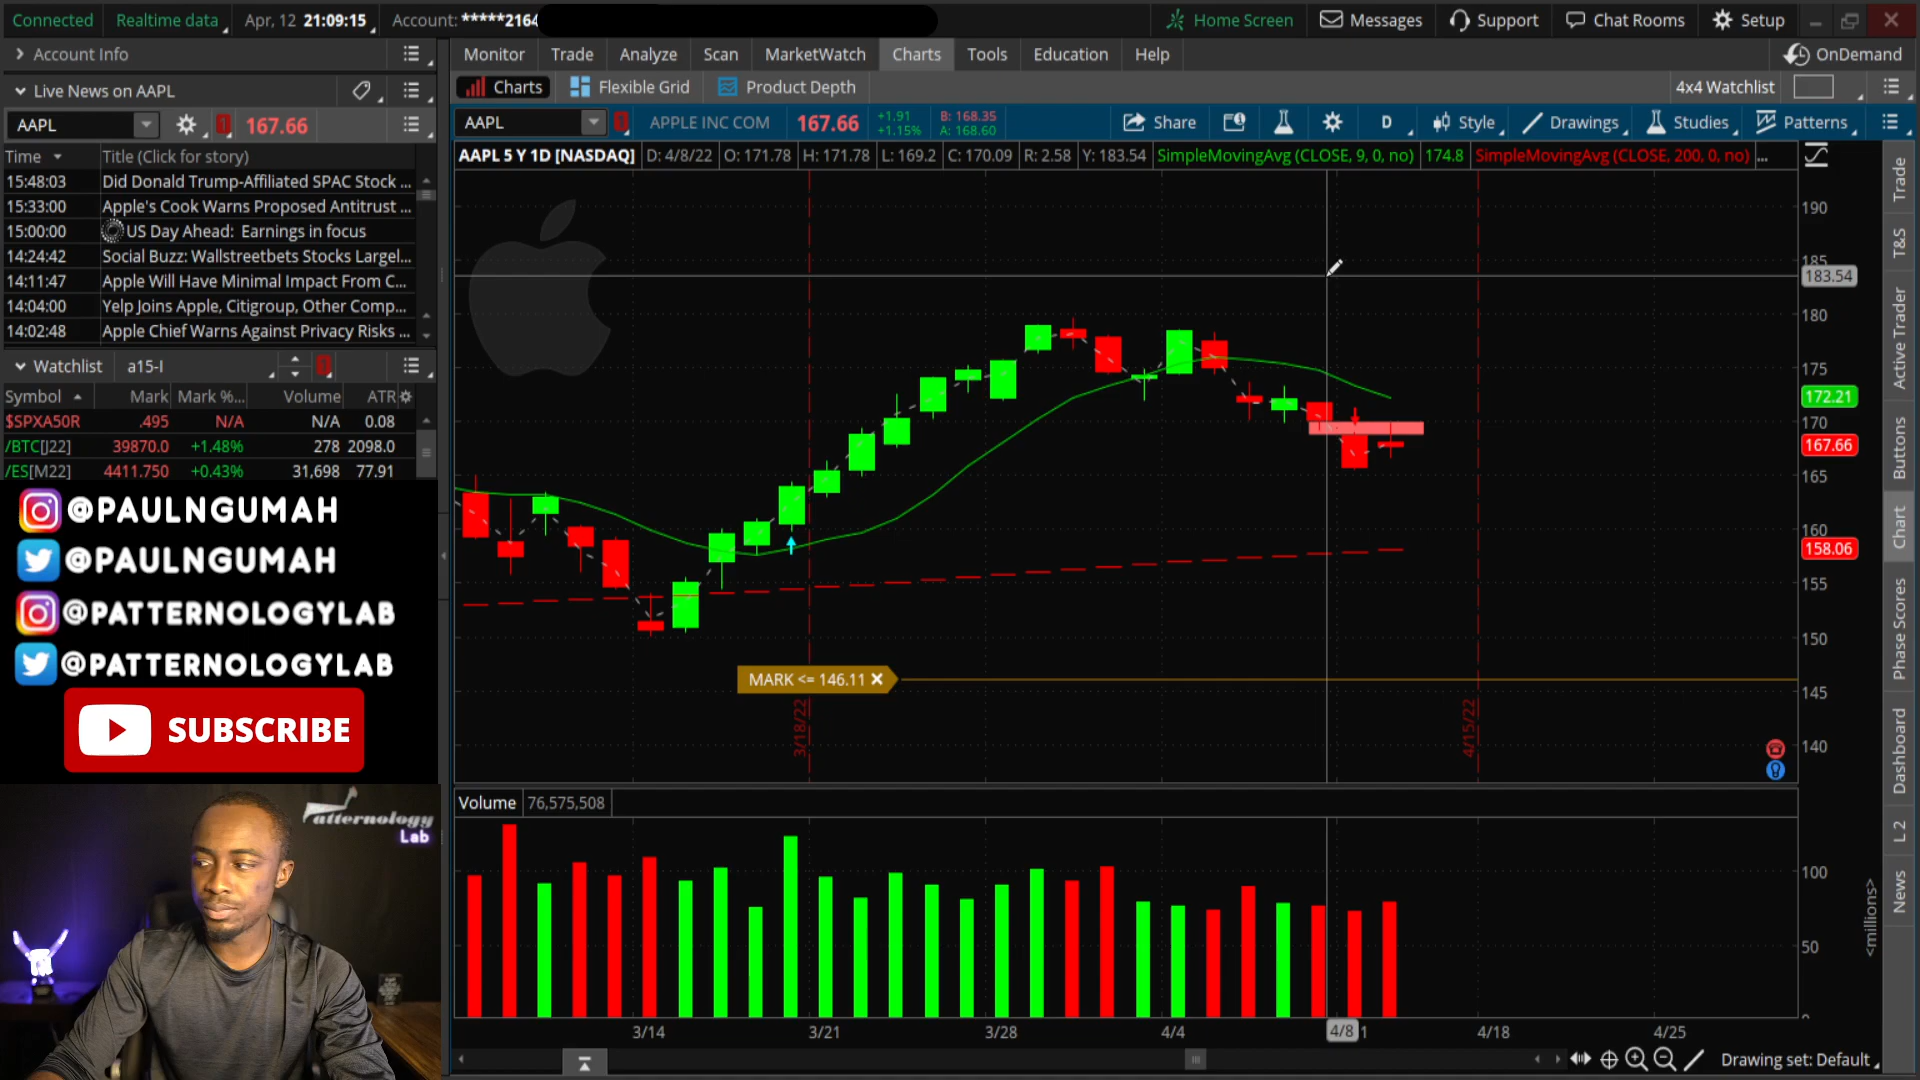 Connected Realtime data Apr, 12 21:09:15 Account: *****2164 Home Screen Messages Support Chat Rooms Setup
Account Info
Monitor Trade Analyze Scan MarketWatch Charts Tools Education Help OnDemand
Live News on AAPL
Charts Flexible Grid Product Depth 4x4 Watchlist
AAPL 167.66
AAPL APPLE INC COM 167.66 +1.91 +1.15% B: 168.35 A: 168.60 Share D Style Drawings Studies Patterns
Time Title (Click for story)
AAPL 5 Y 1D [NASDAQ] D: 4/8/22 O: 171.78 H: 171.78 L: 169.2 C: 170.09 R: 2.58 Y: 183.54 SimpleMovingAvg (CLOSE, 9, 0, no) 174.8 SimpleMovingAvg (CLOSE, 200, 0, no) ...
15:48:03 Did Donald Trump-Affiliated SPAC Stock ...
15:33:00 Apple's Cook Warns Proposed Antitrust ...
15:00:00 US Day Ahead: Earnings in focus
14:24:42 Social Buzz: Wallstreetbets Stocks Largel...
14:11:47 Apple Will Have Minimal Impact From C...
14:04:00 Yelp Joins Apple, Citigroup, Other Comp...
14:02:48 Apple Chief Warns Against Privacy Risks ...
Watchlist a15-I
Symbol Mark Mark %... Volume ATR
$SPXA50R .495 N/A N/A 0.08
/BTC[J22] 39870.0 +1.48% 278 2098.0
/ES[M22] 4411.750 +0.43% 31,698 77.91
@PAULNGUMAH
@PAULNGUMAH
@PATTERNOLOGYLAB
@PATTERNOLOGYLAB
SUBSCRIBE
Patternology
Lab
190
185
183.54
180
175
172.21
170
167.66
165
160
158.06
155
150
145
140
MARK <= 146.11
3/18/22
4/15/22
Volume 76,575,508
100
50
0
<millions>
3/14 3/21 3/28 4/4 4/8 1 4/18 4/25
Drawing set: Default
Trade
T&S
Active Trader
Buttons
Chart
Phase Scores
Dashboard
L 2
News